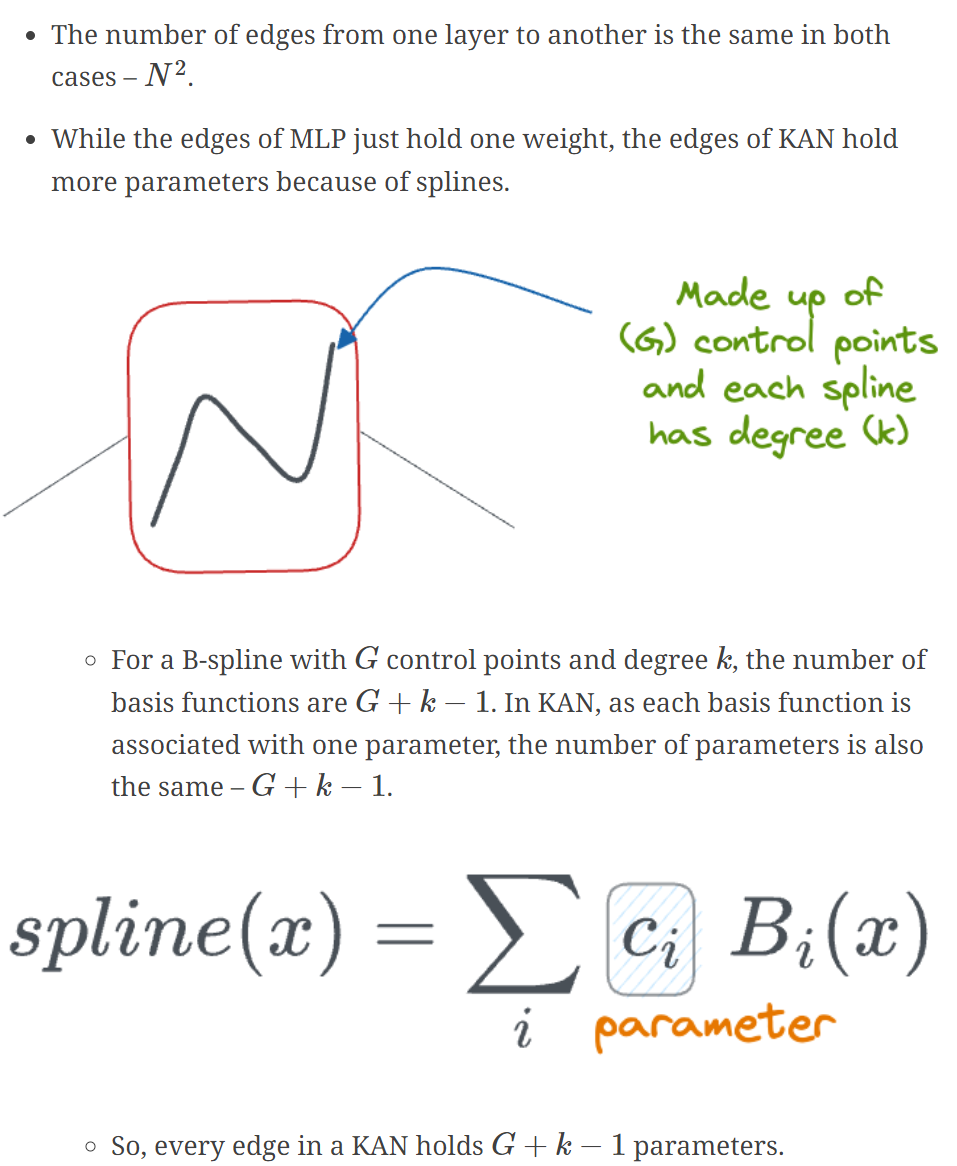 • The number of edges from one layer to another is the same in both
cases – N².
• While the edges of MLP just hold one weight, the edges of KAN hold
more parameters because of splines.
Made up of
(G) control points
and each spline
has degree (k)
◦ For a B-spline with G control points and degree k, the number of
basis functions are G + k − 1. In KAN, as each basis function is
associated with one parameter, the number of parameters is also
the same – G + k − 1.
spline(x) = ∑ cᵢ Bᵢ(x)
i
parameter
◦ So, every edge in a KAN holds G + k − 1 parameters.